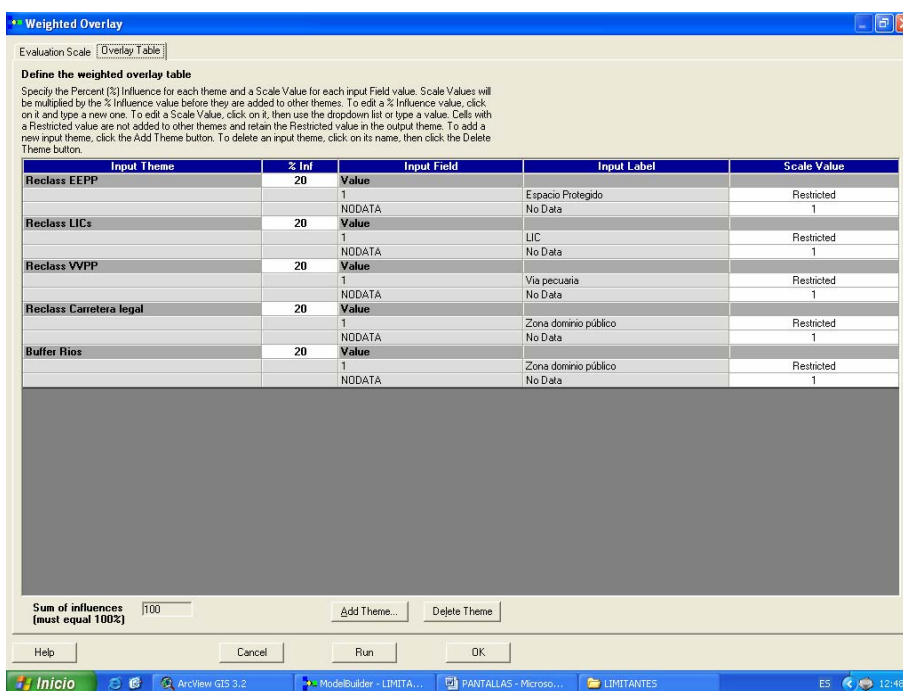 Weighted Overlay
Evaluation Scale Overlay Table
Define the weighted overlay table
Specify the Percent (%) Influence for each theme and a Scale Value for each input Field value. Scale Values will
be multiplied by the % Influence value before they are added to other themes. To edit a % Influence value, click
on it and type a new one. To edit a Scale Value, click on it, then use the dropdown list or type a value. Cells with
a Restricted value are not added to other themes and retain the Restricted value in the output theme. To add a
new input theme, click the Add Theme button. To delete an input theme, click on its name, then click the Delete
Theme button.
Input Theme % Inf Input Field Input Label Scale Value
Reclass EEPP 20 Value
1 Espacio Protegido Restricted
NODATA No Data 1
Reclass LICs 20 Value
1 LIC Restricted
NODATA No Data 1
Reclass VVPP 20 Value
1 Via pecuaria Restricted
NODATA No Data 1
Reclass Carretera legal 20 Value
1 Zona dominio público Restricted
NODATA No Data 1
Buffer Rios 20 Value
1 Zona dominio público Restricted
NODATA No Data 1
Sum of influences 100 Add Theme... Delete Theme
(must equal 100%)
Help Cancel Run OK
Inicio ArcView GIS 3.2 ModelBuilder - LIMITA... PANTALLAS - Microso... LIMITANTES ES 12:48